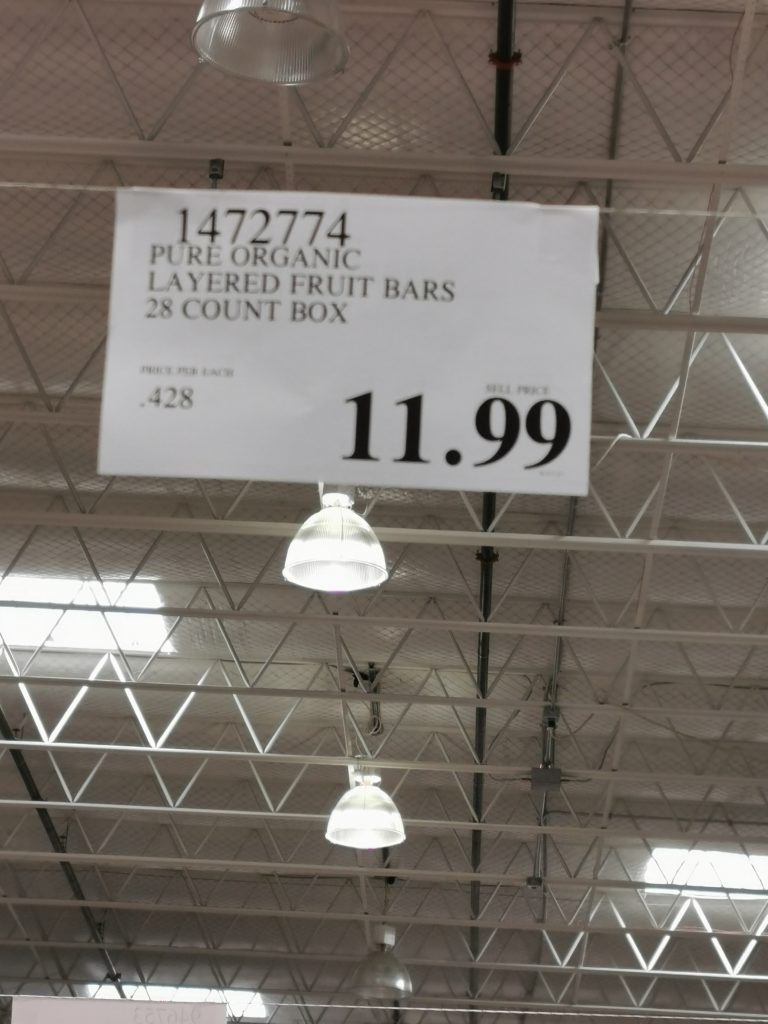 1472774
PURE ORGANIC
LAYERED FRUIT BARS
28 COUNT BOX
PRICE PER EACH
.428
SELL PRICE
11.99